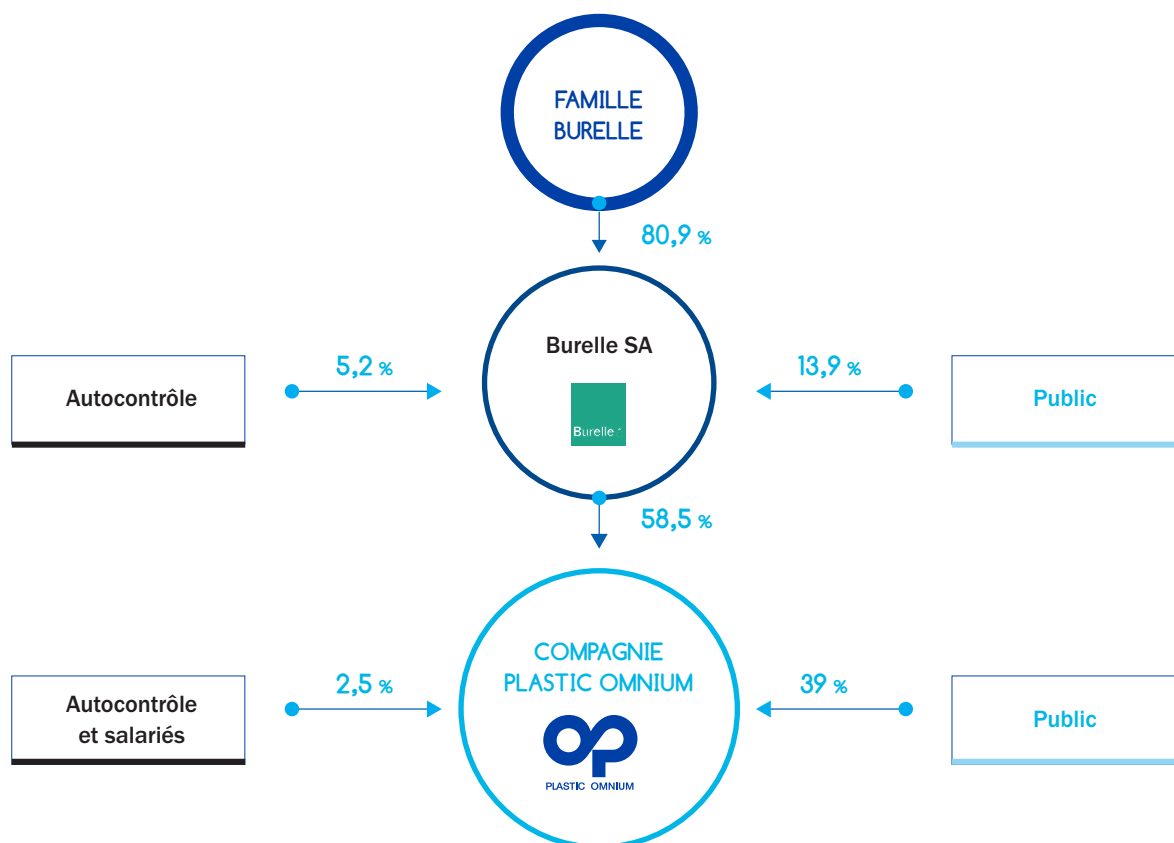 FAMILLE
BURELLE
80,9 %
Burelle SA
Burelle
5,2 %
Autocontrôle
13,9 %
Public
58,5 %
COMPAGNIE
PLASTIC OMNIUM
PLASTIC OMNIUM
2,5 %
Autocontrôle
et salariés
39 %
Public